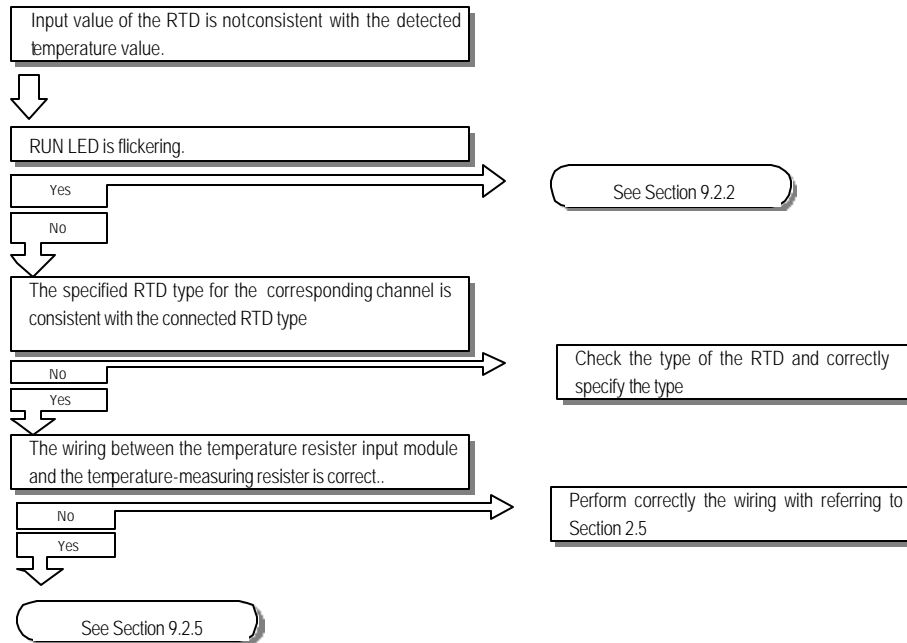 Input value of the RTD is notconsistent with the detected
temperature value.
RUN LED is flickering.
Yes
See Section 9.2.2
No
The specified RTD type for the corresponding channel is
consistent with the connected RTD type
No
Check the type of the RTD and correctly
specify the type
Yes
The wiring between the temperature resister input module
and the temperature-measuring resister is correct..
No
Perform correctly the wiring with referring to
Section 2.5
Yes
See Section 9.2.5